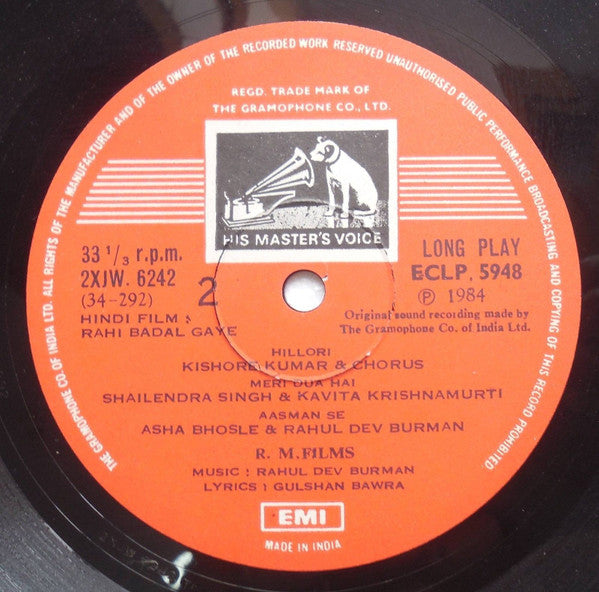 THE GRAMOPHONE CO. OF INDIA LTD. ALL RIGHTS OF THE MANUFACTURER AND OF THE OWNER OF THE RECORDED WORK RESERVED UNAUTHORISED PUBLIC PERFORMANCE BROADCASTING AND COPYING OF THIS RECORD PROHIBITED
REGD. TRADE MARK OF
THE GRAMOPHONE CO., LTD.
HIS MASTER'S VOICE
33 1/3 r.p.m.
2XJW. 6242
(34-292)
2
HINDI FILM :
RAHI BADAL GAYE
LONG PLAY
ECLP. 5948
Ⓟ 1984
Original sound recording made by
The Gramophone Co. of India Ltd.
HILLORI
KISHORE KUMAR & CHORUS
MERI DUA HAI
SHAILENDRA SINGH & KAVITA KRISHNAMURTI
AASMAN SE
ASHA BHOSLE & RAHUL DEV BURMAN
R. M. FILMS
MUSIC : RAHUL DEV BURMAN
LYRICS : GULSHAN BAWRA
EMI
MADE IN INDIA